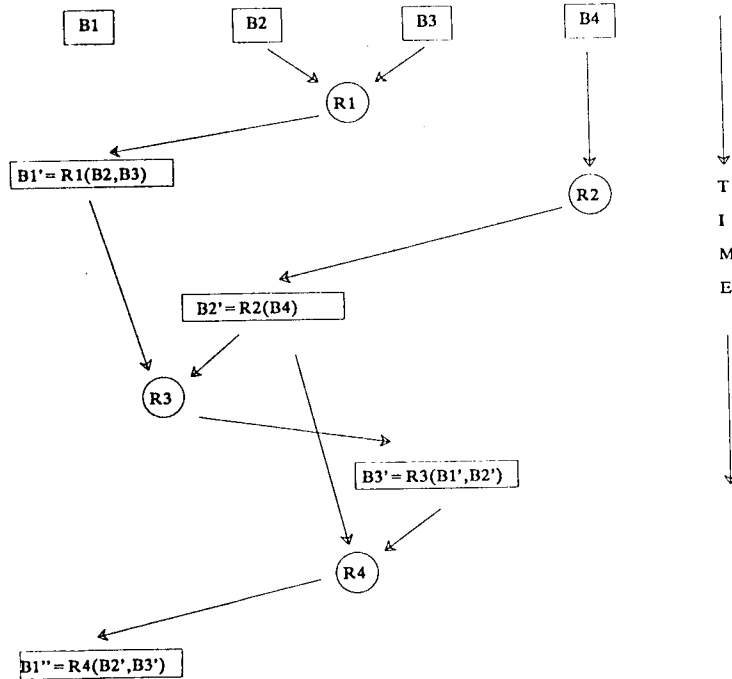 B1
B2
B3
B4
R1
B1'= R1(B2,B3)
R2
T
I
M
E
B2'= R2(B4)
R3
B3'= R3(B1',B2')
R4
B1''= R4(B2',B3')